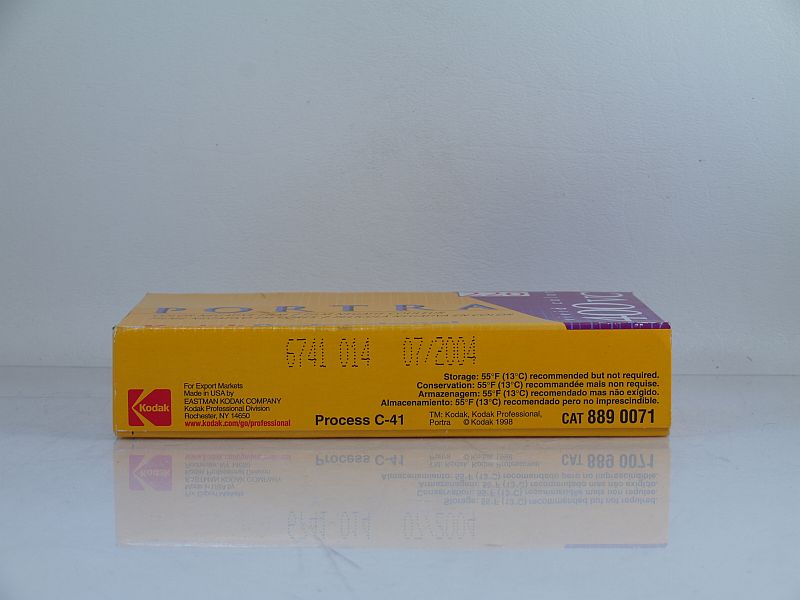 PORTRA
6741 014 07/2004
Storage: 55°F (13°C) recommended but not required.
Conservation: 55°F (13°C) recommandée mais non requise.
Armazenagem: 55°F (13°C) recomendado mas não exigido.
Almacenamiento: 55°F (13°C) recomendado pero no imprescindible.
Kodak
For Export Markets
Made in USA by
EASTMAN KODAK COMPANY
Kodak Professional Division
Rochester, NY 14650
www.kodak.com/go/professional
Process C-41
TM: Kodak, Kodak Professional,
Portra © Kodak 1998
CAT 889 0071